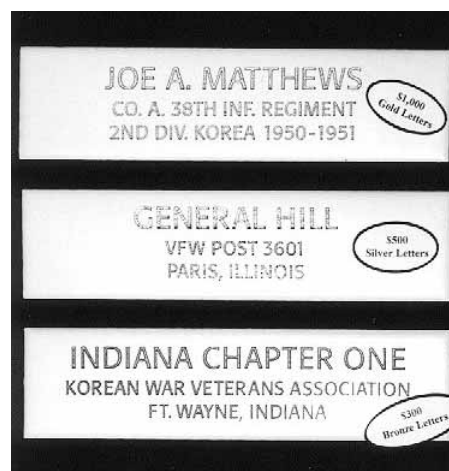 JOE A. MATTHEWS
CO. A. 38TH INF. REGIMENT
2ND DIV. KOREA 1950-1951
$1,000
Gold Letters
GENERAL HILL
VFW POST 3601
PARIS, ILLINOIS
$500
Silver Letters
INDIANA CHAPTER ONE
KOREAN WAR VETERANS ASSOCIATION
FT. WAYNE, INDIANA
$300
Bronze Letters